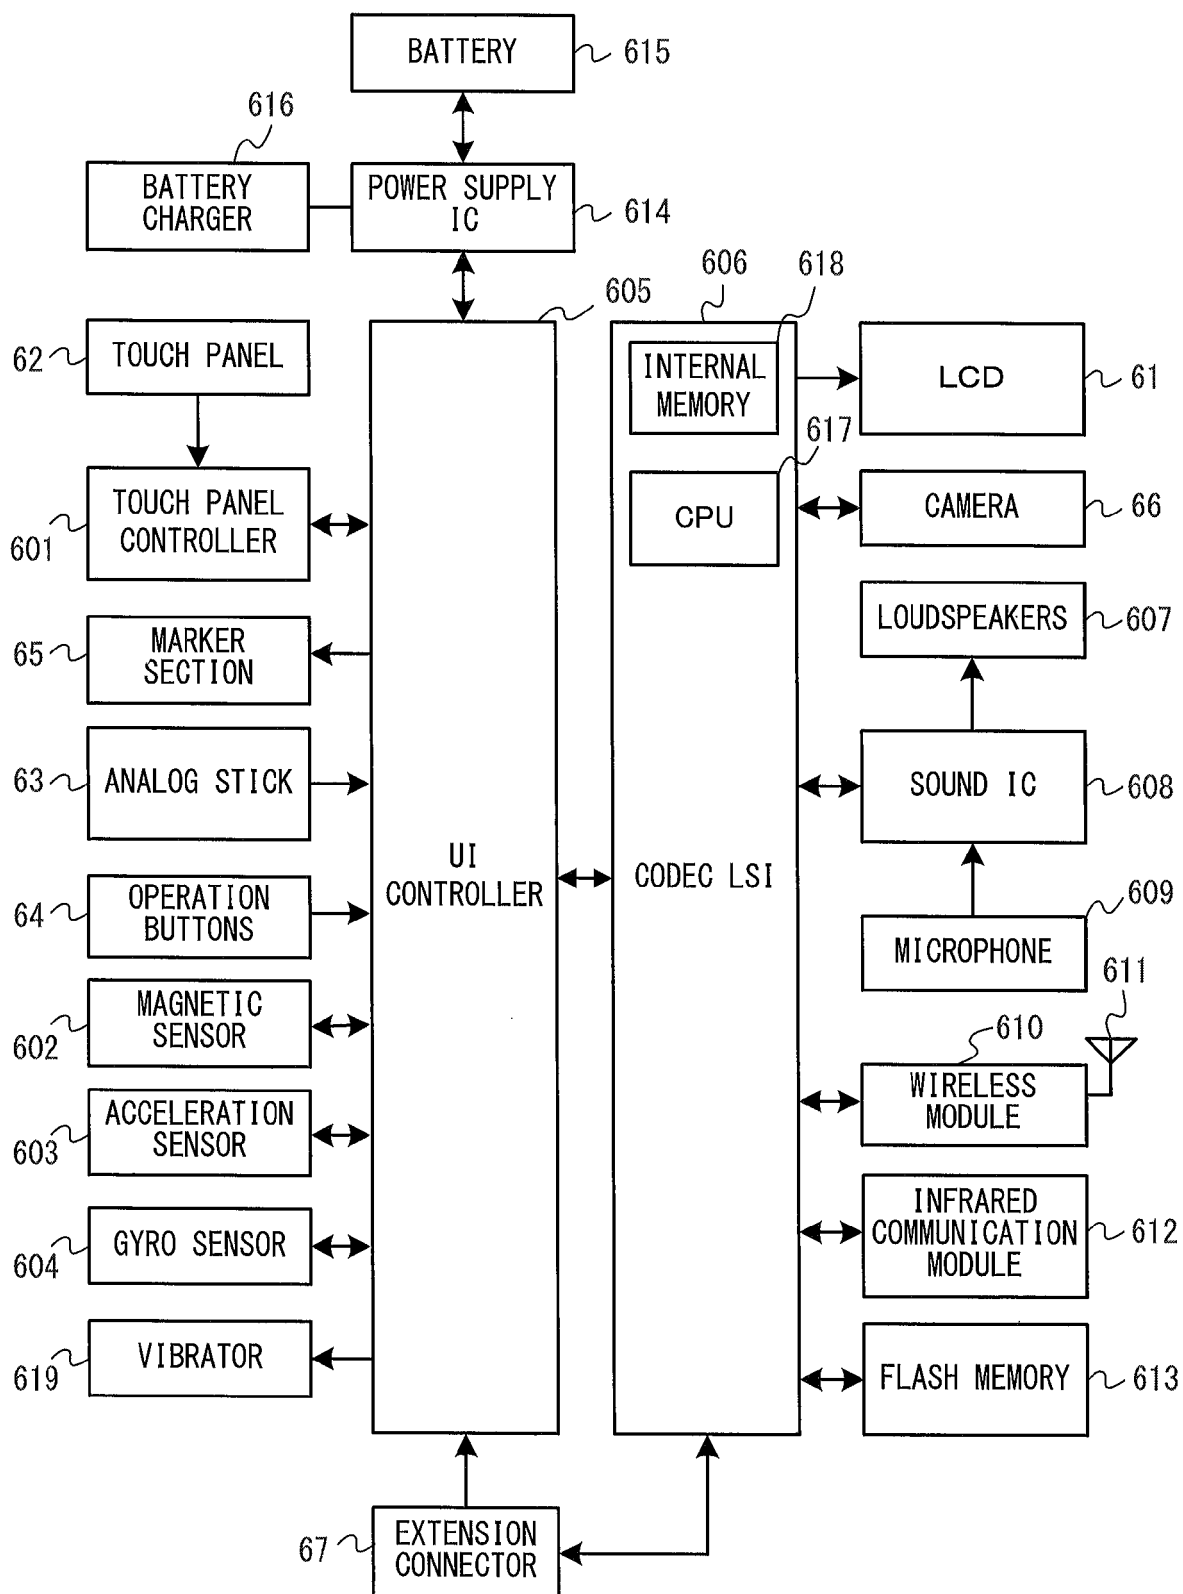 BATTERY
615
616
BATTERY
CHARGER
POWER SUPPLY
IC
614
605
606
618
62
TOUCH PANEL
INTERNAL
MEMORY
LCD
61
617
601
TOUCH PANEL
CONTROLLER
CPU
CAMERA
66
LOUDSPEAKERS
607
65
MARKER
SECTION
63
ANALOG STICK
SOUND IC
608
UI
CONTROLLER
CODEC LSI
64
OPERATION
BUTTONS
609
MICROPHONE
611
602
MAGNETIC
SENSOR
610
WIRELESS
MODULE
603
ACCELERATION
SENSOR
INFRARED
COMMUNICATION
MODULE
612
604
GYRO SENSOR
619
VIBRATOR
FLASH MEMORY
613
67
EXTENSION
CONNECTOR